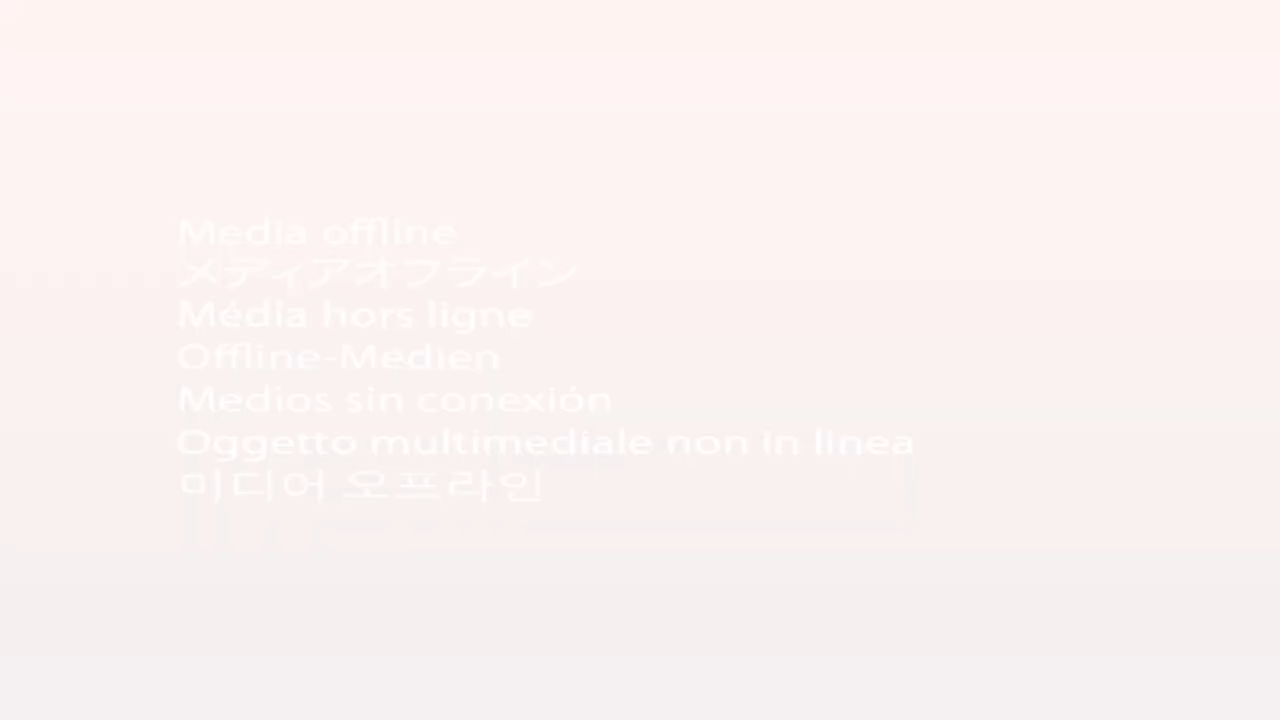 Media offline
メディアオフライン
Média hors ligne
Offline-Medien
Medios sin conexión
Oggetto multimediale non in linea
미디어 오프라인